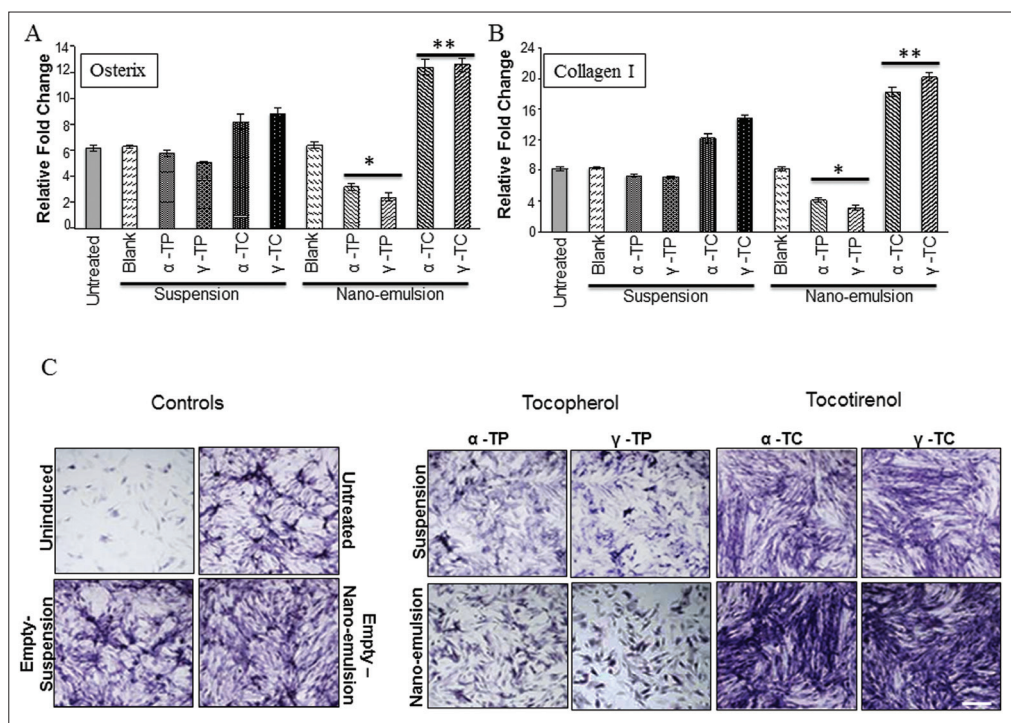 A
Osterix
Relative Fold Change
14
12
10
8
6
4
2
0
*
**
Untreated
Blank
α -TP
γ -TP
α -TC
γ -TC
Blank
α -TP
γ -TP
α -TC
γ -TC
Suspension
Nano-emulsion
B
Collagen I
Relative Fold Change
24
20
16
12
8
4
0
*
**
Untreated
Blank
α -TP
γ -TP
α -TC
γ -TC
Blank
α -TP
γ -TP
α -TC
γ -TC
Suspension
Nano-emulsion
C
Controls
Uninduced
Untreated
Empty-
Suspension
Empty –
Nano-emulsion
Tocopherol
Tocotirenol
α -TP
γ -TP
α -TC
γ -TC
Suspension
Nano-emulsion